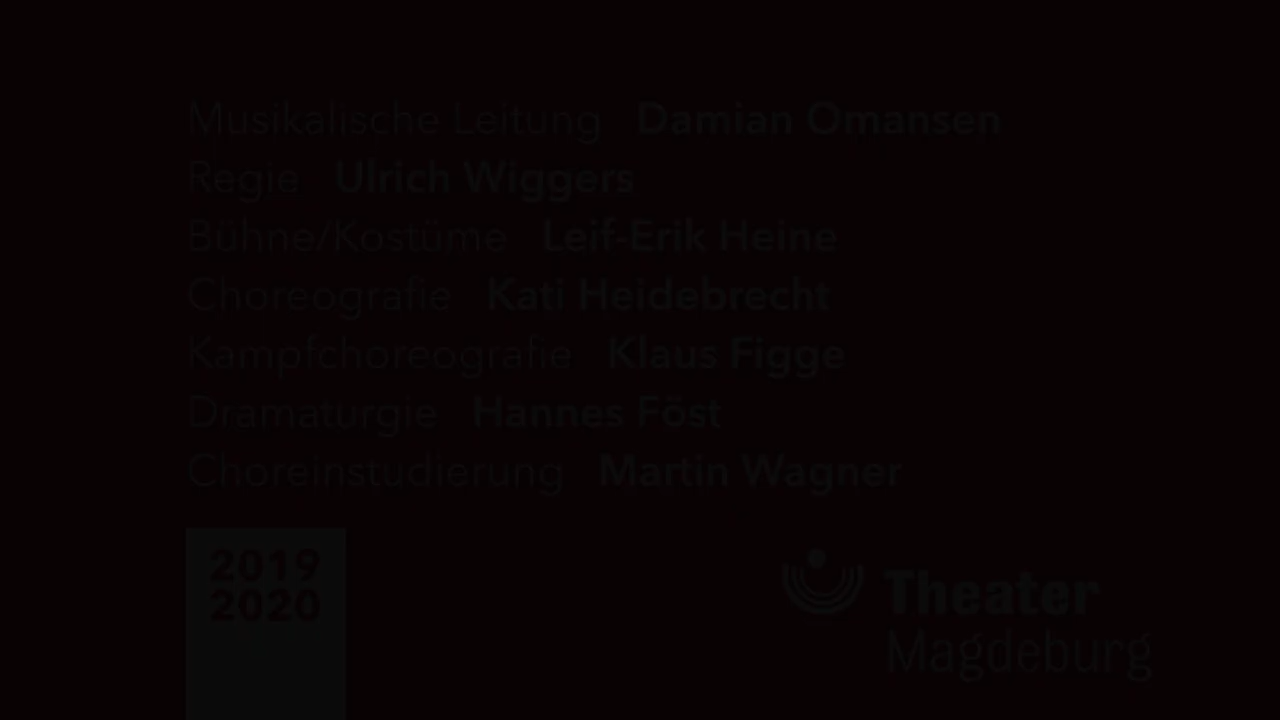 Musikalische Leitung Damian Omansen
Regie Ulrich Wiggers
Bühne/Kostüme Leif-Erik Heine
Choreografie Kati Heidebrecht
Kampfchoreografie Klaus Figge
Dramaturgie Hannes Föst
Choreinstudierung Martin Wagner
2019
2020
Theater
Magdeburg